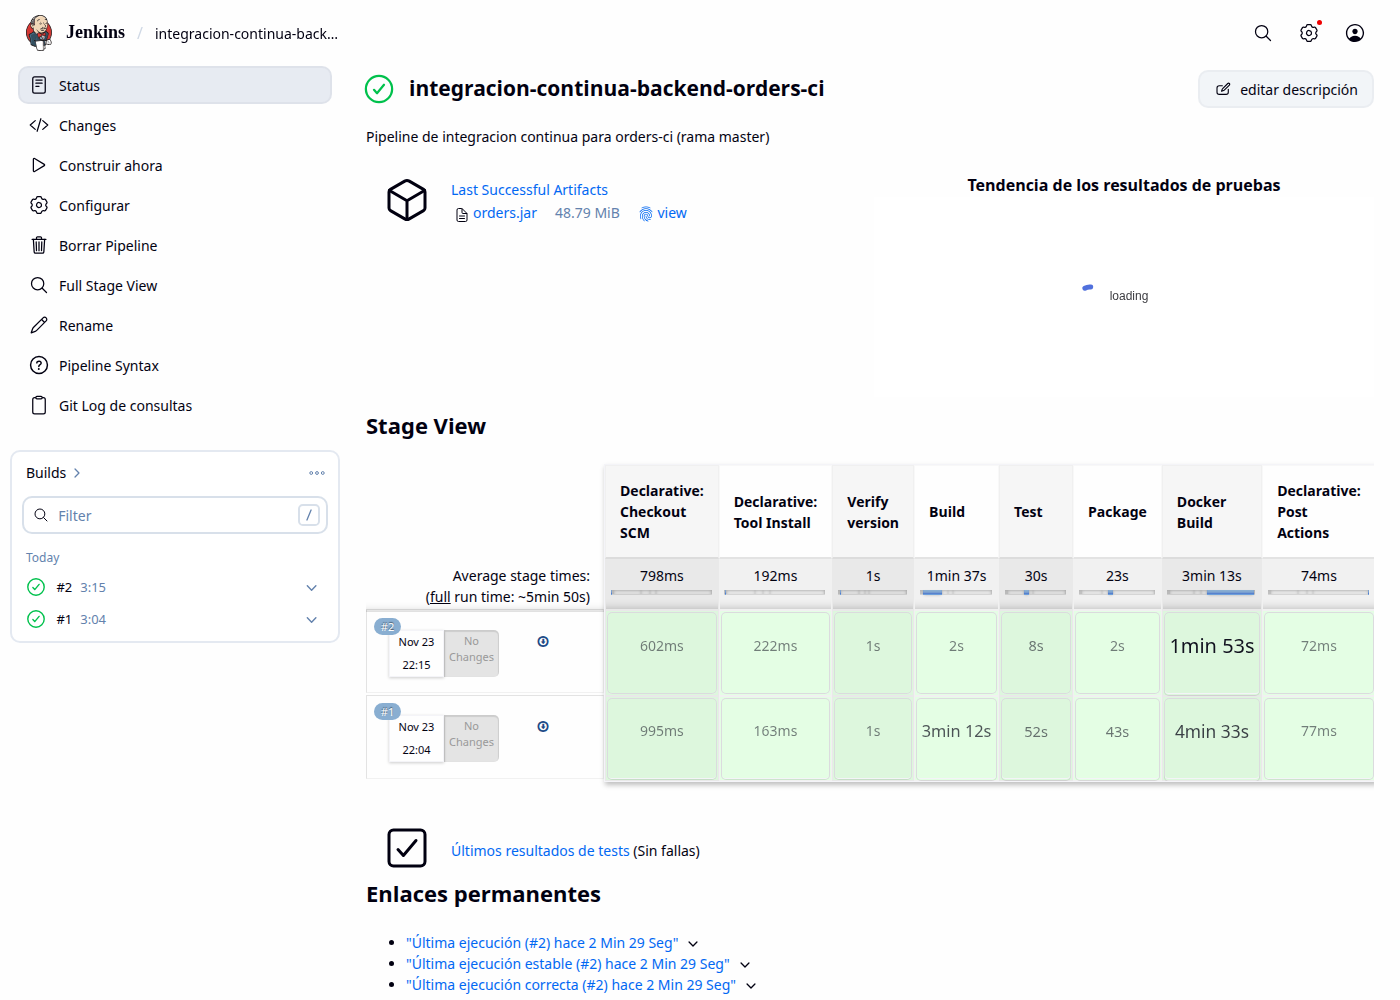 Jenkins / integracion-continua-back...
Status
Changes
Construir ahora
Configurar
Borrar Pipeline
Full Stage View
Rename
Pipeline Syntax
Git Log de consultas
Builds
Filter /
Today
#2 3:15
#1 3:04
integracion-continua-backend-orders-ci
editar descripción
Pipeline de integracion continua para orders-ci (rama master)
Last Successful Artifacts
orders.jar 48.79 MiB view
Tendencia de los resultados de pruebas
loading
Stage View
Declarative:
Checkout
SCM
Declarative:
Tool Install
Verify
version
Build
Test
Package
Docker
Build
Declarative:
Post
Actions
Average stage times:
(full run time: ~5min 50s)
798ms 192ms 1s 1min 37s 30s 23s 3min 13s 74ms
#2
Nov 23
22:15
No
Changes
602ms 222ms 1s 2s 8s 2s 1min 53s 72ms
#1
Nov 23
22:04
No
Changes
995ms 163ms 1s 3min 12s 52s 43s 4min 33s 77ms
Últimos resultados de tests (Sin fallas)
Enlaces permanentes
"Última ejecución (#2) hace 2 Min 29 Seg"
"Última ejecución estable (#2) hace 2 Min 29 Seg"
"Última ejecución correcta (#2) hace 2 Min 29 Seg"